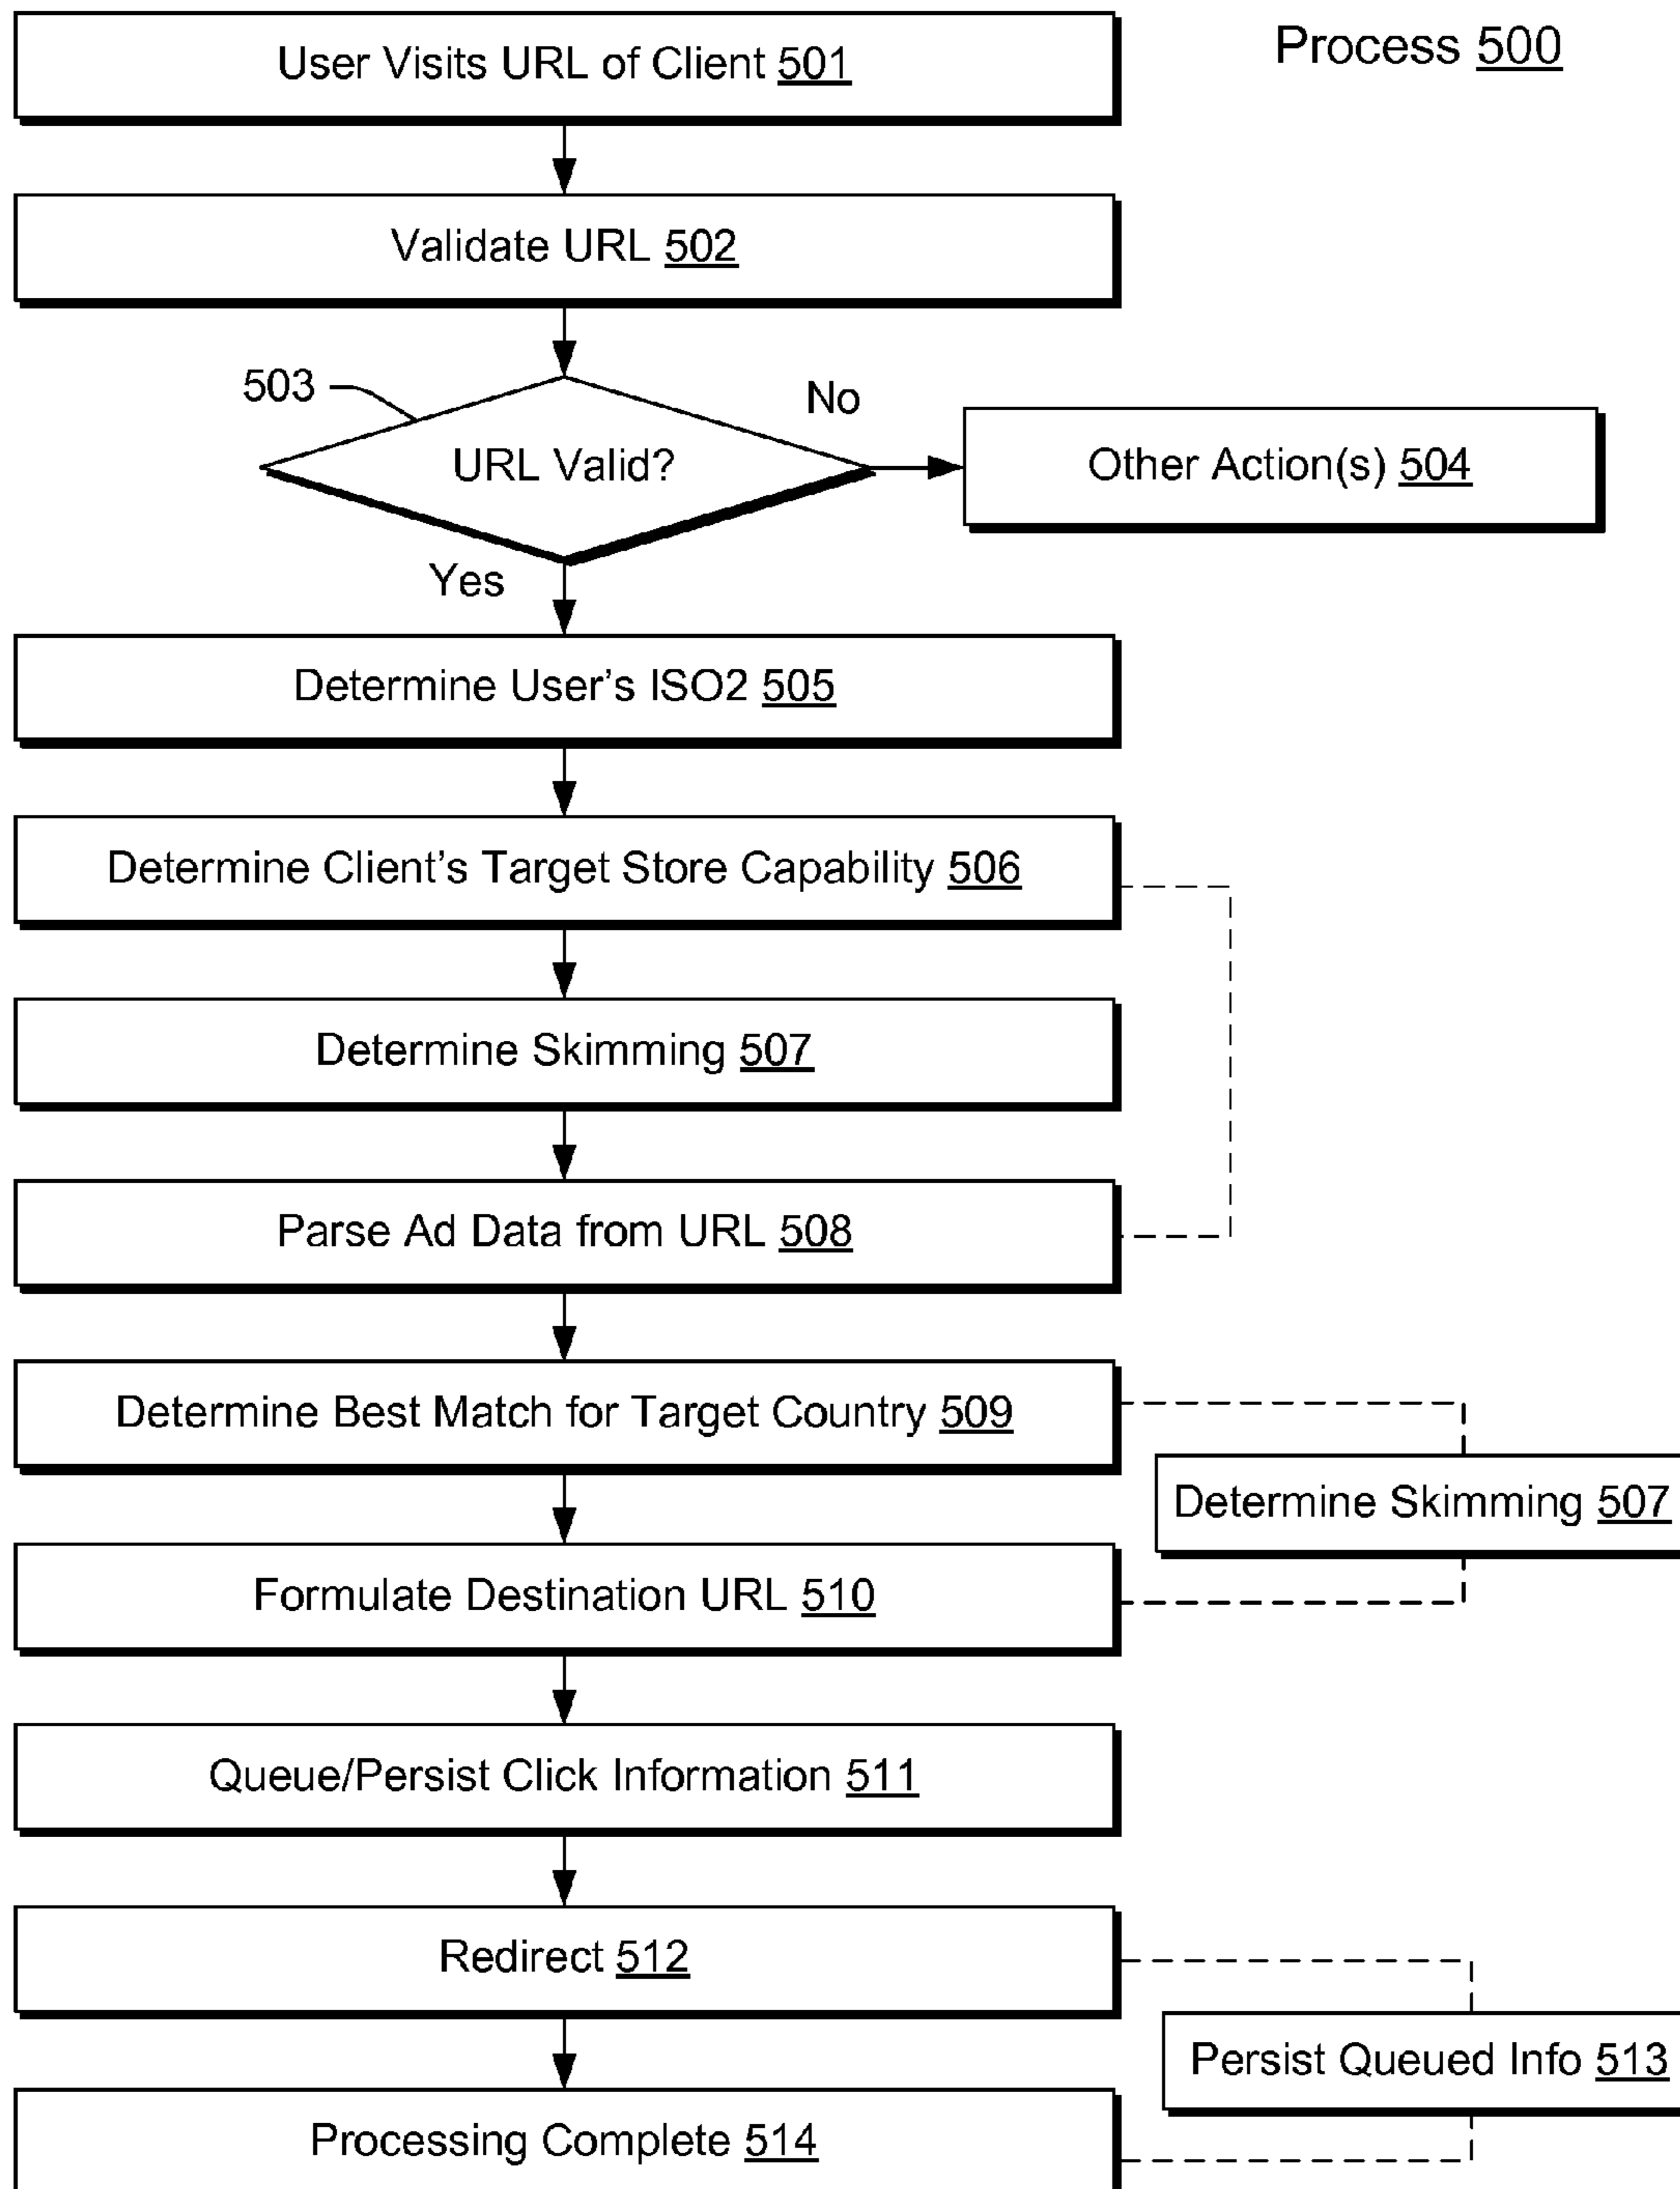 Process 500
User Visits URL of Client 501
Validate URL 502
503
URL Valid?
No
Other Action(s) 504
Yes
Determine User's ISO2 505
Determine Client's Target Store Capability 506
Determine Skimming 507
Parse Ad Data from URL 508
Determine Best Match for Target Country 509
Determine Skimming 507
Formulate Destination URL 510
Queue/Persist Click Information 511
Redirect 512
Persist Queued Info 513
Processing Complete 514